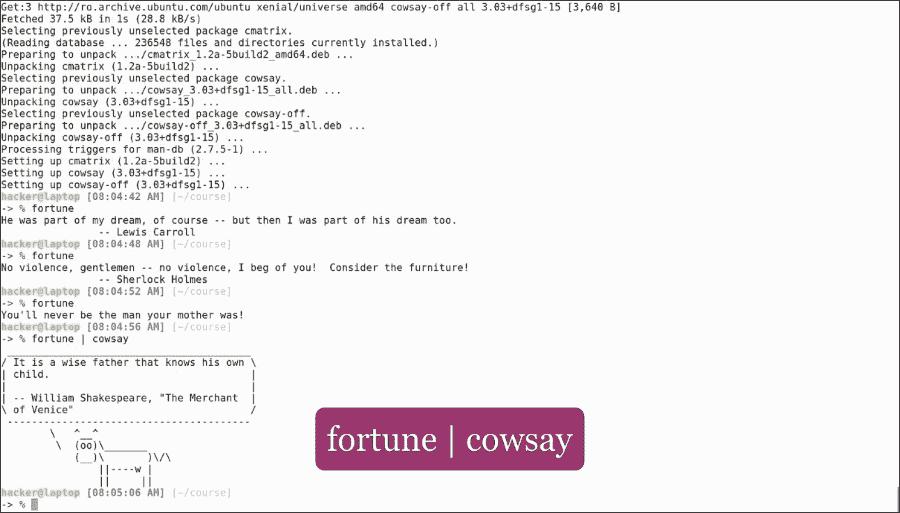 Get:3 http://ro.archive.ubuntu.com/ubuntu xenial/universe amd64 cowsay-off all 3.03+dfsg1-15 [3,640 B]
Fetched 37.5 kB in 1s (28.8 kB/s)
Selecting previously unselected package cmatrix.
(Reading database ... 236548 files and directories currently installed.)
Preparing to unpack .../cmatrix_1.2a-5build2_amd64.deb ...
Unpacking cmatrix (1.2a-5build2) ...
Selecting previously unselected package cowsay.
Preparing to unpack .../cowsay_3.03+dfsg1-15_all.deb ...
Unpacking cowsay (3.03+dfsg1-15) ...
Selecting previously unselected package cowsay-off.
Preparing to unpack .../cowsay-off_3.03+dfsg1-15_all.deb ...
Unpacking cowsay-off (3.03+dfsg1-15) ...
Processing triggers for man-db (2.7.5-1) ...
Setting up cmatrix (1.2a-5build2) ...
Setting up cowsay (3.03+dfsg1-15) ...
Setting up cowsay-off (3.03+dfsg1-15) ...
hacker@laptop [08:04:42 AM] [~/course]
-> % fortune
He was part of my dream, of course -- but then I was part of his dream too.
                -- Lewis Carroll
hacker@laptop [08:04:48 AM] [~/course]
-> % fortune
No violence, gentlemen -- no violence, I beg of you!  Consider the furniture!
                -- Sherlock Holmes
hacker@laptop [08:04:52 AM] [~/course]
-> % fortune
You'll never be the man your mother was!
hacker@laptop [08:04:56 AM] [~/course]
-> % fortune | cowsay
 _______________________________________
/ It is a wise father that knows his own \
| child.                                 |
|                                        |
| -- William Shakespeare, "The Merchant  |
\ of Venice"                             /
 ----------------------------------------
        \   ^__^
         \  (oo)\_______
            (__)\       )\/\
                ||----w |
                ||     ||
hacker@laptop [08:05:06 AM] [~/course]
-> %
fortune | cowsay